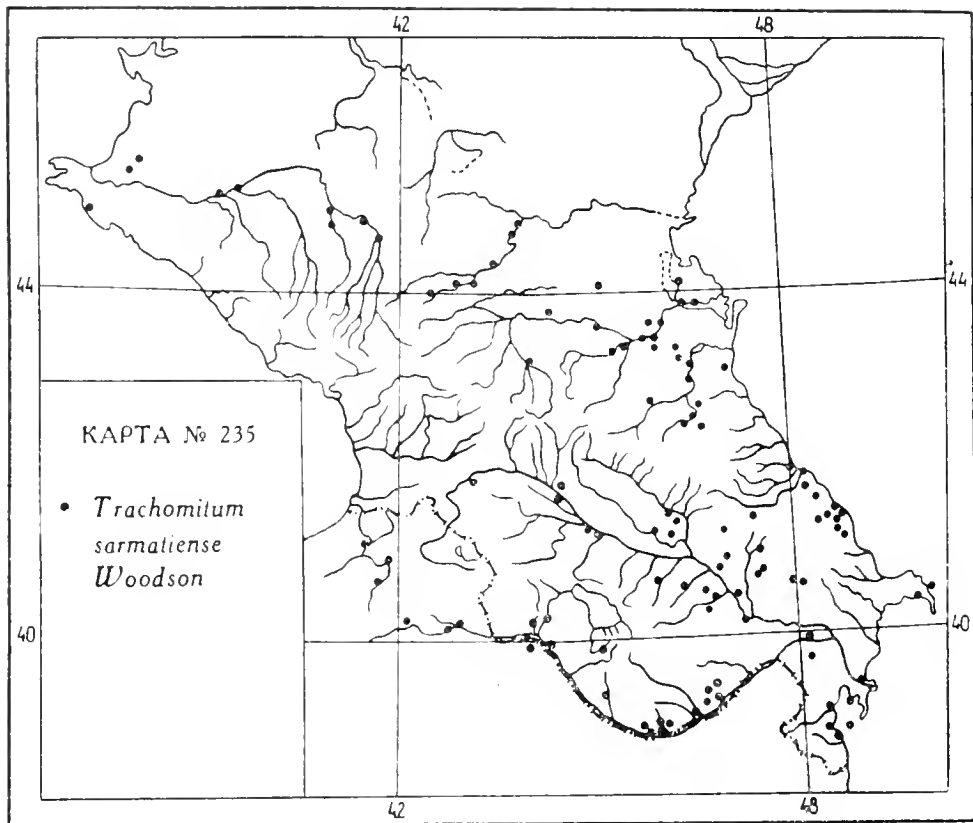 42 48
44 44
КАРТА № 235
Trachomitum
sarmatiense
Woodson
40 40
42 48